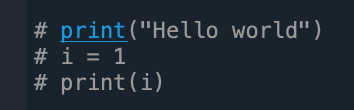 # print("Hello world")
# i = 1
# print(i)